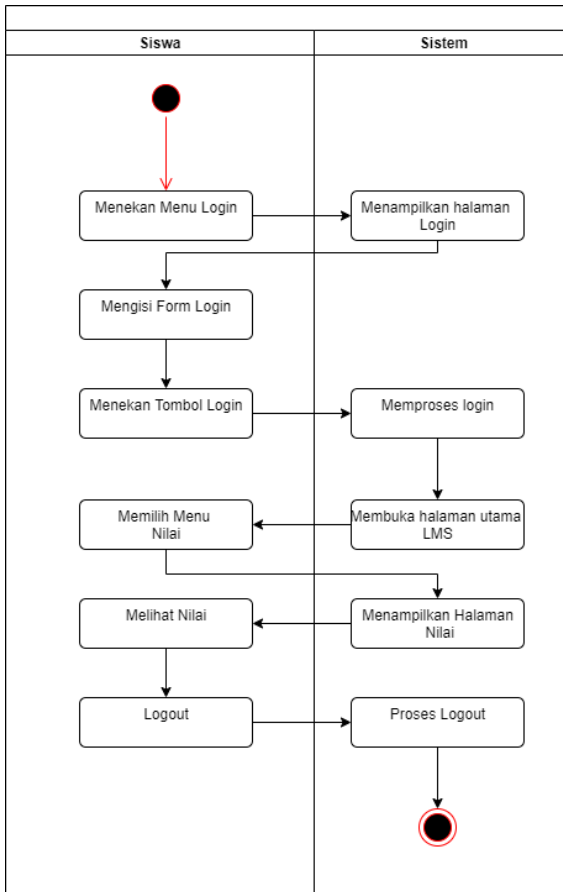 Siswa
Sistem
Menekan Menu Login
Menampilkan halaman
Login
Mengisi Form Login
Menekan Tombol Login
Memproses login
Memilih Menu
Nilai
Membuka halaman utama
LMS
Melihat Nilai
Menampilkan Halaman
Nilai
Logout
Proses Logout